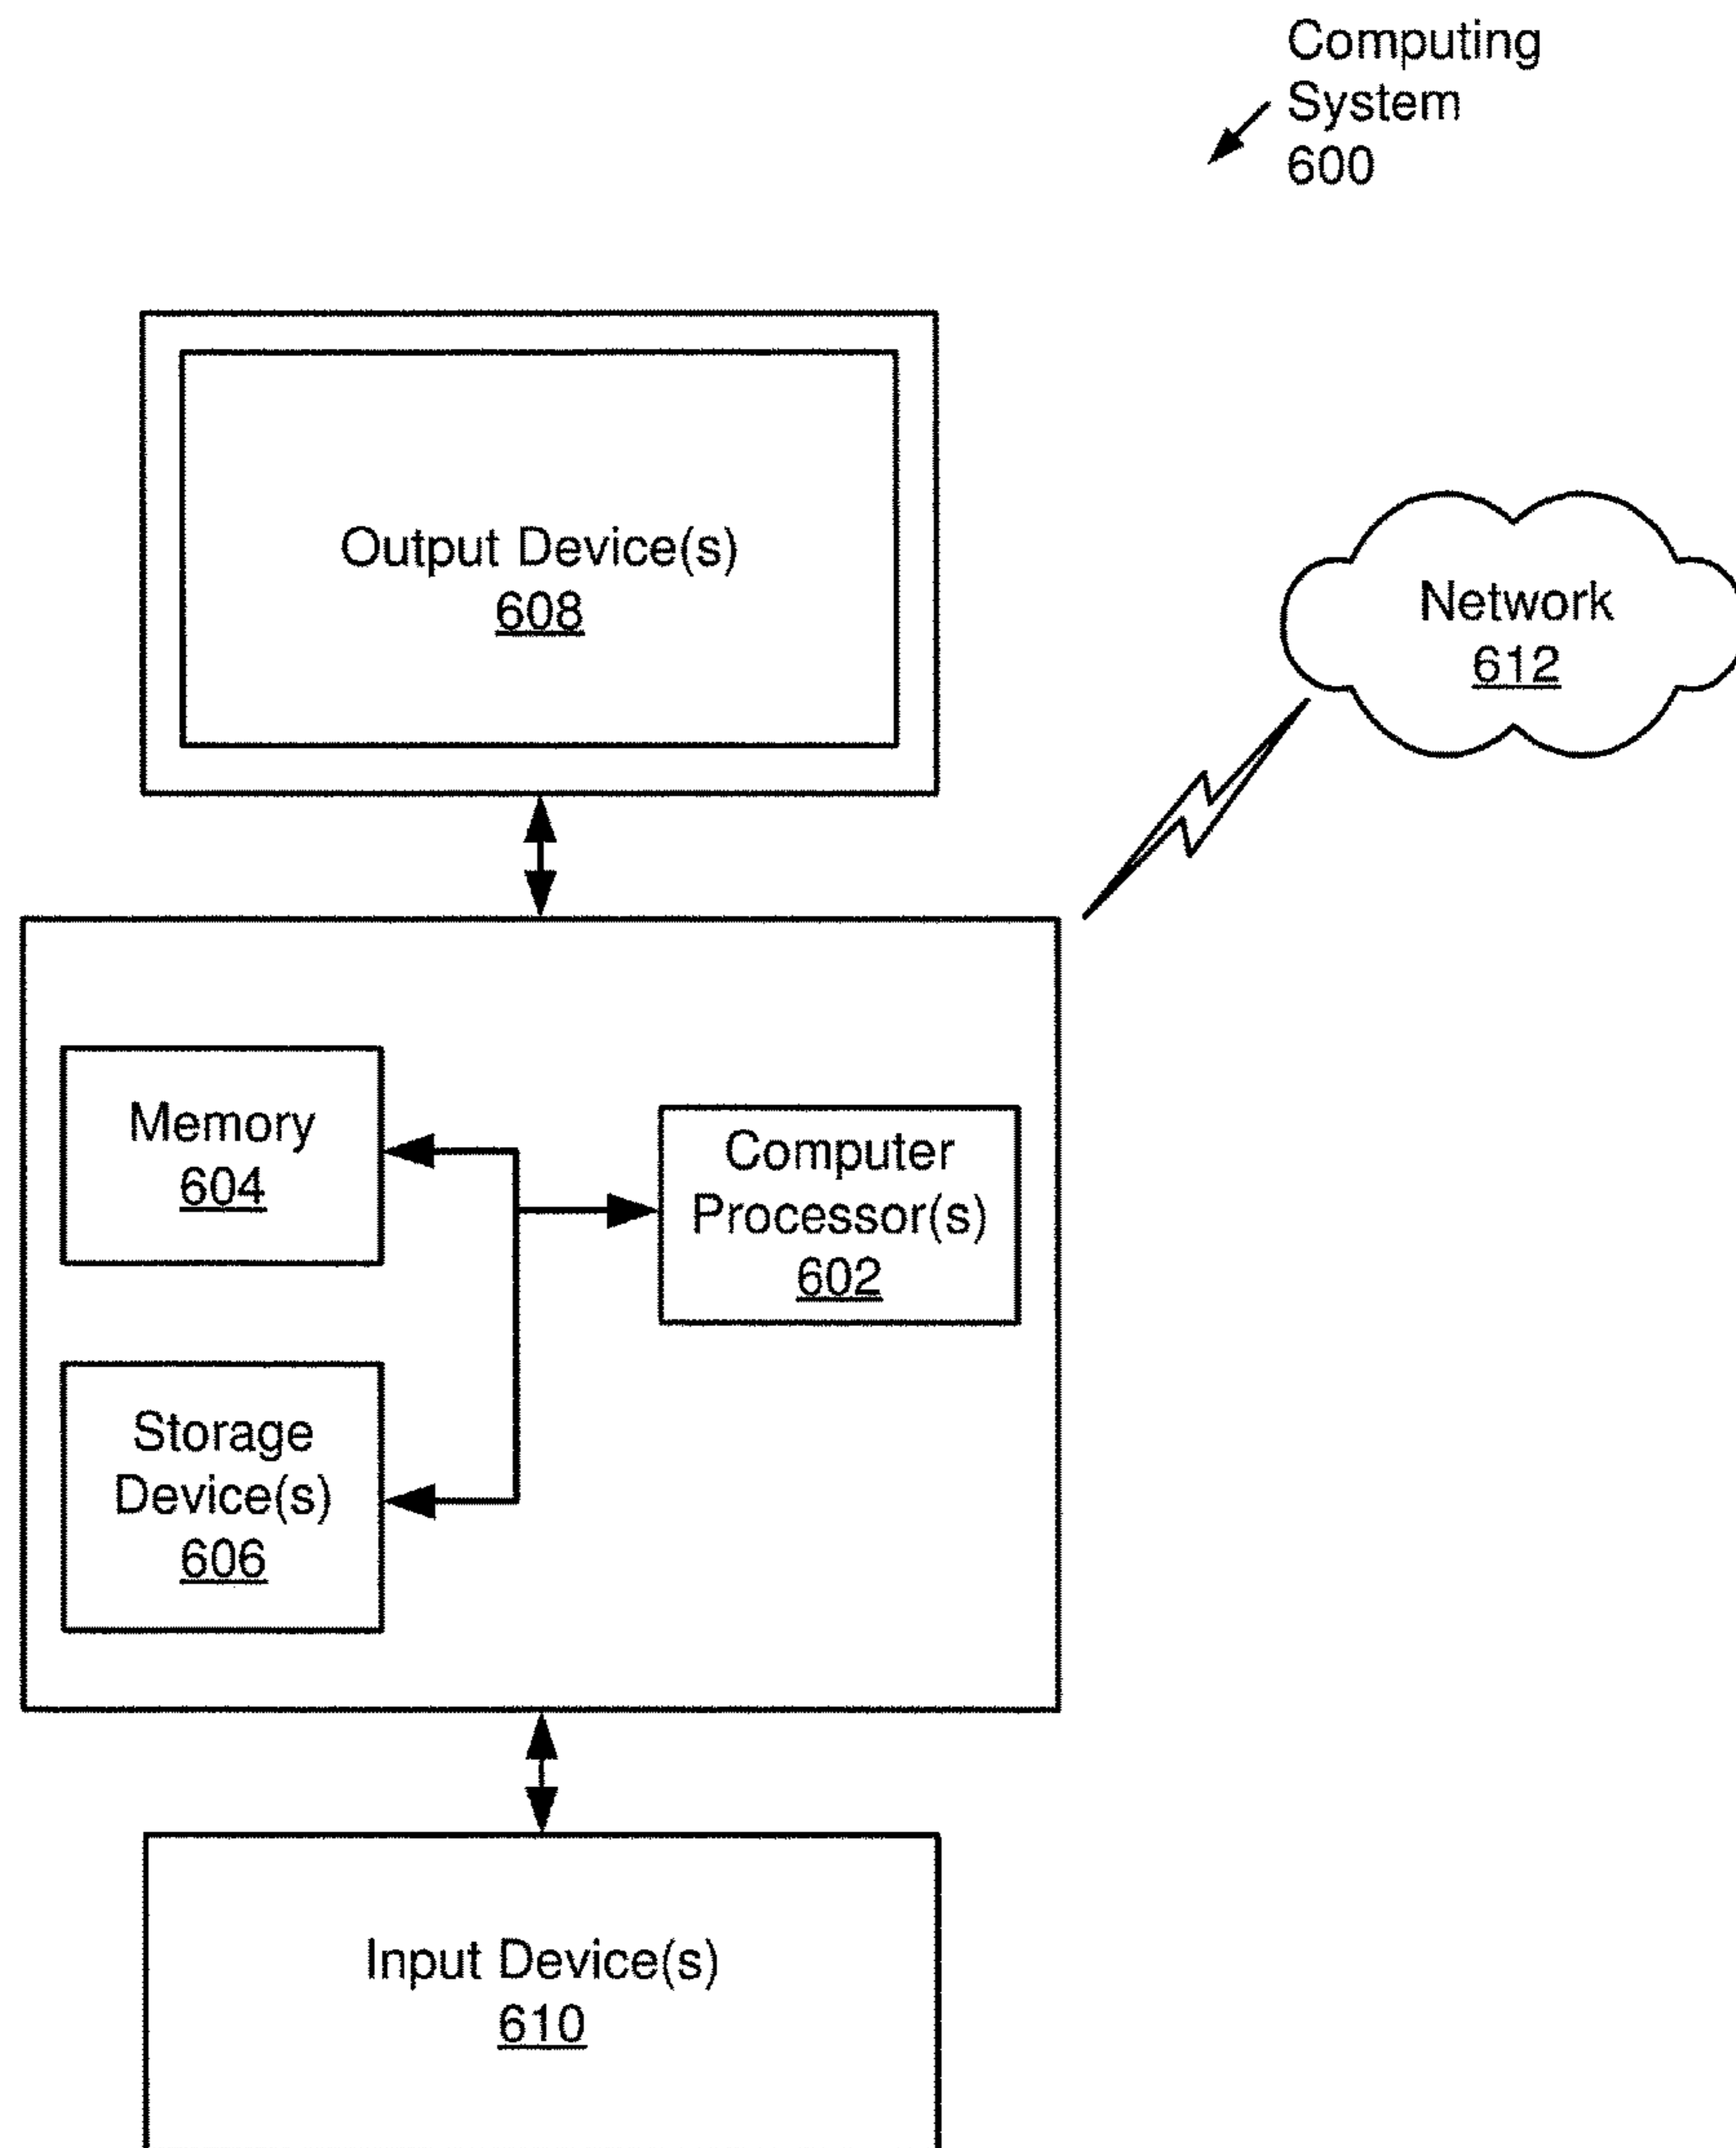 Computing
System
600
Output Device(s)
608
Network
612
Memory
604
Computer
Processor(s)
602
Storage
Device(s)
606
Input Device(s)
610